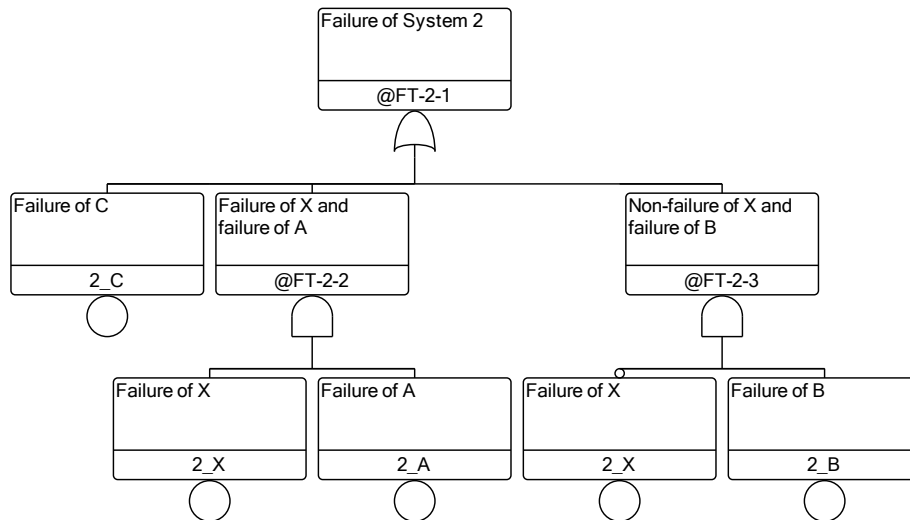 Failure of System 2
@FT-2-1
Failure of C
2_C
Failure of X and
failure of A
@FT-2-2
Non-failure of X and
failure of B
@FT-2-3
Failure of X
2_X
Failure of A
2_A
Failure of X
2_X
Failure of B
2_B